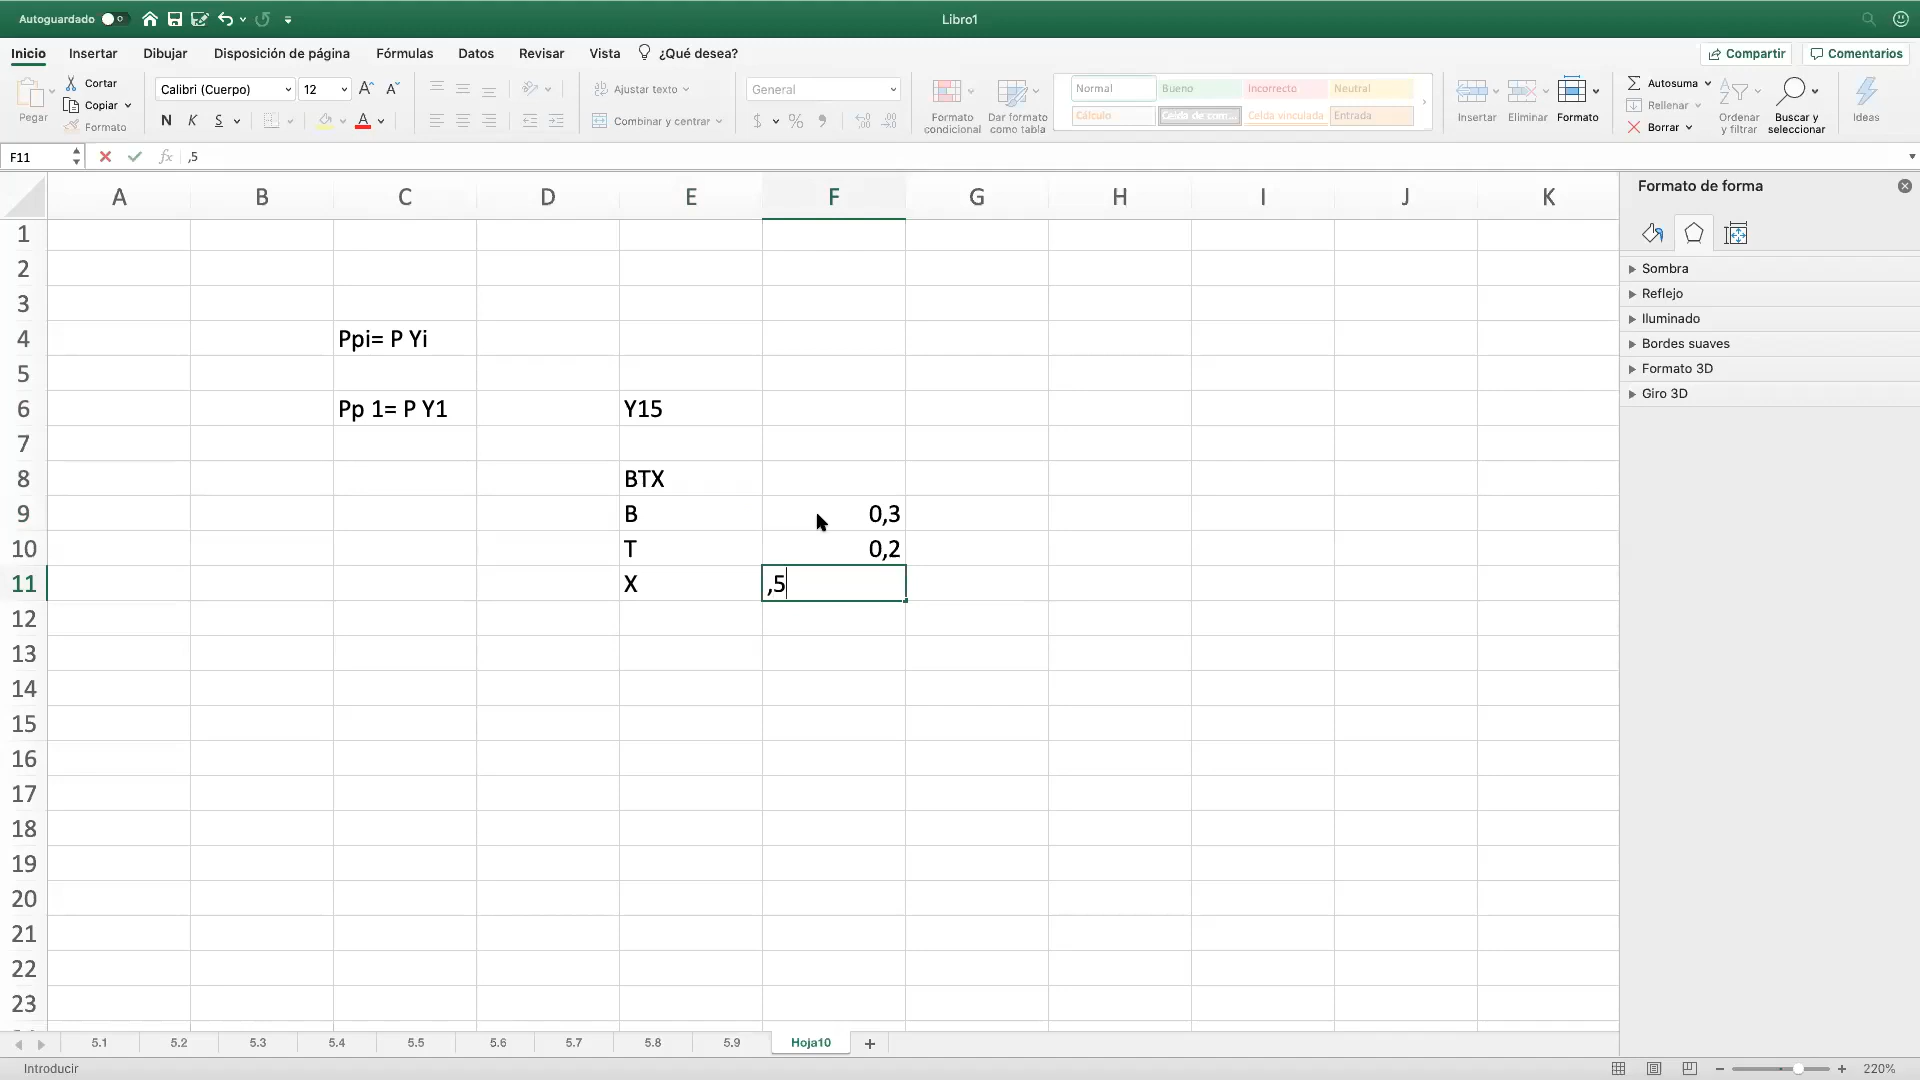 Autoguardado
Libro1
Inicio Insertar Dibujar Disposición de página Fórmulas Datos Revisar Vista ¿Qué desea? Compartir Comentarios
Pegar
Cortar
Copiar
Formato
Calibri (Cuerpo) 12
N K S
Ajustar texto
Combinar y centrar
General
$ %
Formato condicional
Dar formato como tabla
Normal Bueno Incorrecto Neutral
Cálculo Celda de com... Celda vinculada Entrada
Insertar Eliminar Formato
Autosuma
Rellenar
Borrar
Ordenar y filtrar
Buscar y seleccionar
Ideas
F11 fx ,5
A B C D E F G H I J K
1
2
3
4 Ppi= P Yi
5
6 Pp 1= P Y1 Y15
7
8 BTX
9 B 0,3
10 T 0,2
11 X ,5
12
13
14
15
16
17
18
19
20
21
22
23
Formato de forma
Sombra
Reflejo
Iluminado
Bordes suaves
Formato 3D
Giro 3D
5.1 5.2 5.3 5.4 5.5 5.6 5.7 5.8 5.9 Hoja10
Introducir 220%